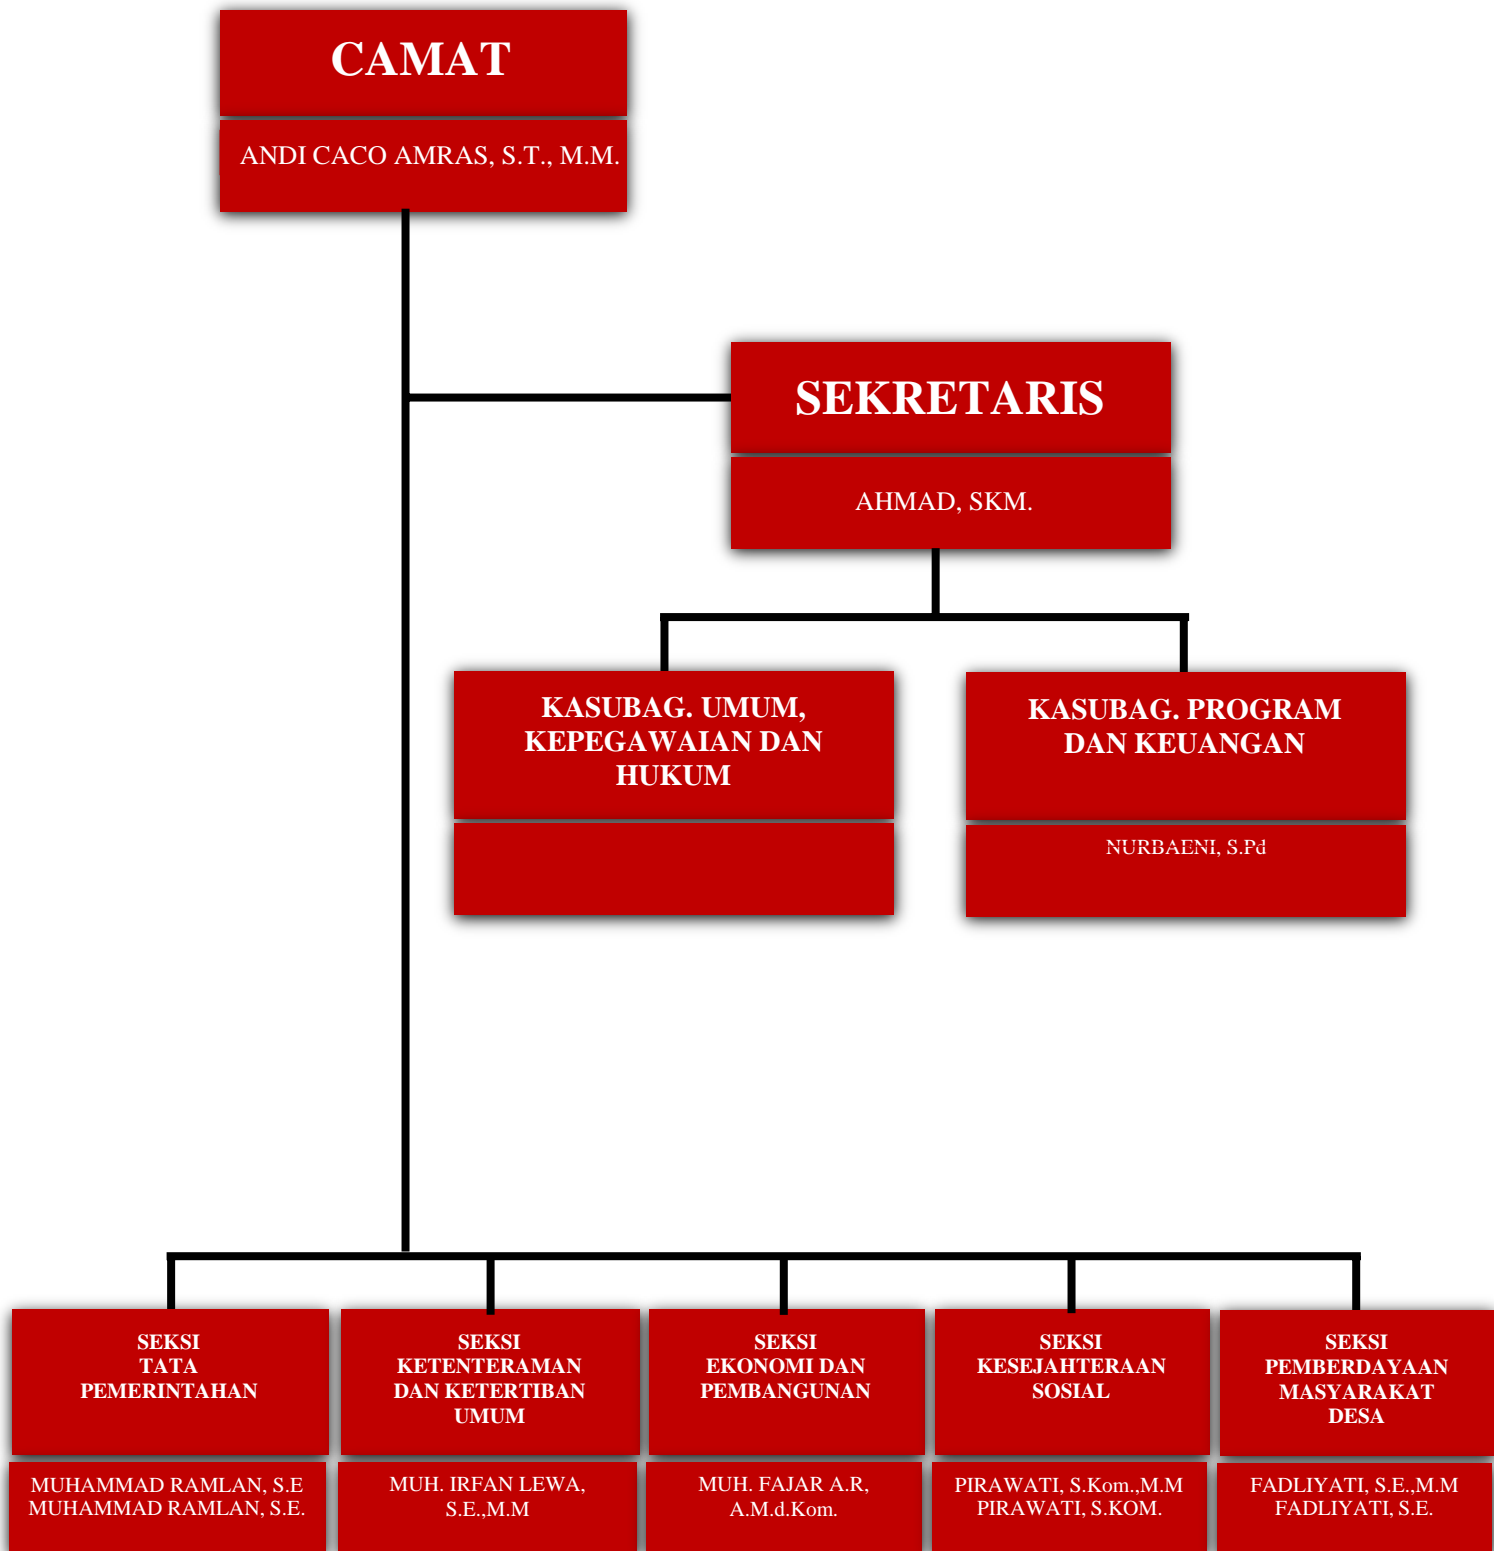 CAMAT
ANDI CACO AMRAS, S.T., M.M.
SEKRETARIS
AHMAD, SKM.
KASUBAG. UMUM,
KEPEGAWAIAN DAN
HUKUM
KASUBAG. PROGRAM
DAN KEUANGAN
NURBAENI, S.Pd
SEKSI
TATA
PEMERINTAHAN
MUHAMMAD RAMLAN, S.E
MUHAMMAD RAMLAN, S.E.
SEKSI
KETENTERAMAN
DAN KETERTIBAN
UMUM
MUH. IRFAN LEWA,
S.E.,M.M
SEKSI
EKONOMI DAN
PEMBANGUNAN
MUH. FAJAR A.R,
A.M.d.Kom.
SEKSI
KESEJAHTERAAN
SOSIAL
PIRAWATI, S.Kom.,M.M
PIRAWATI, S.KOM.
SEKSI
PEMBERDAYAAN
MASYARAKAT
DESA
FADLIYATI, S.E.,M.M
FADLIYATI, S.E.